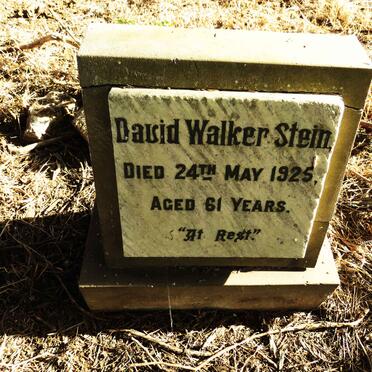 David Walker Stein,
Died 24th May 1925,
Aged 61 Years.
"At Rest."